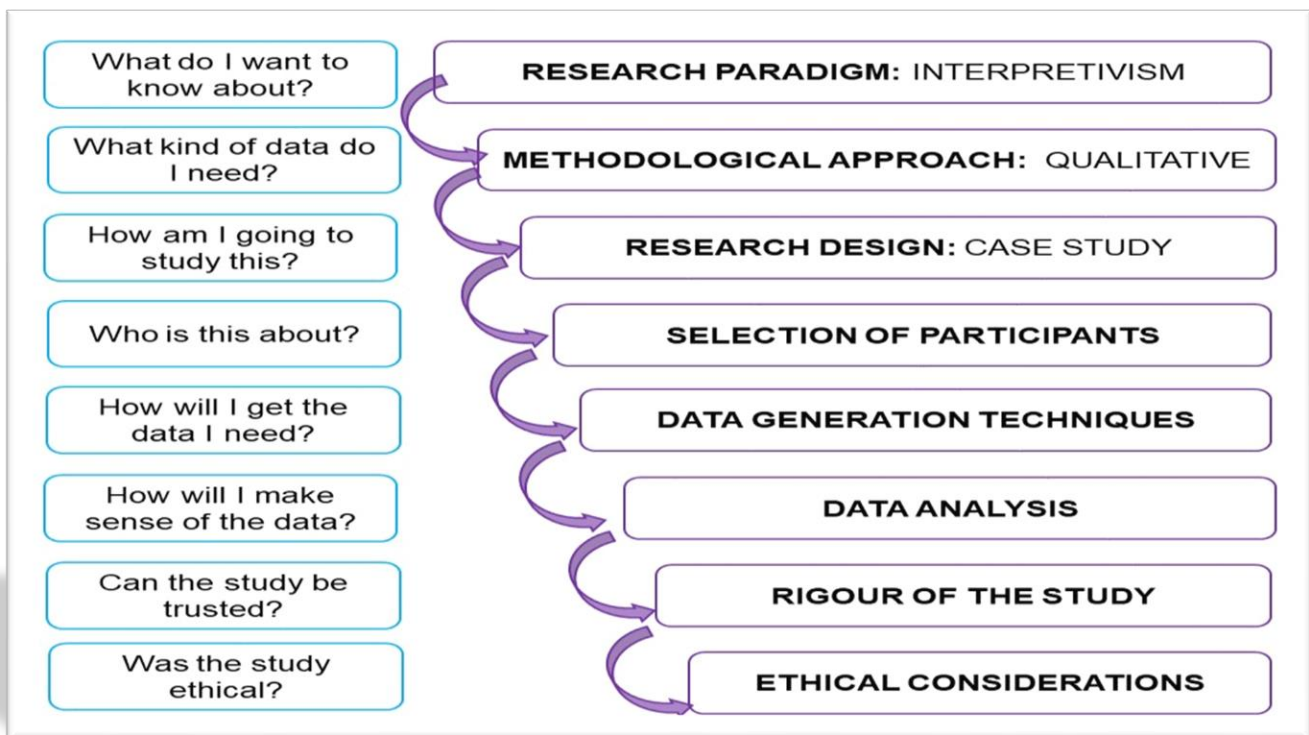 What do I want to
know about?
RESEARCH PARADIGM: INTERPRETIVISM
What kind of data do
I need?
METHODOLOGICAL APPROACH: QUALITATIVE
How am I going to
study this?
RESEARCH DESIGN: CASE STUDY
Who is this about?
SELECTION OF PARTICIPANTS
How will I get the
data I need?
DATA GENERATION TECHNIQUES
How will I make
sense of the data?
DATA ANALYSIS
Can the study be
trusted?
RIGOUR OF THE STUDY
Was the study
ethical?
ETHICAL CONSIDERATIONS